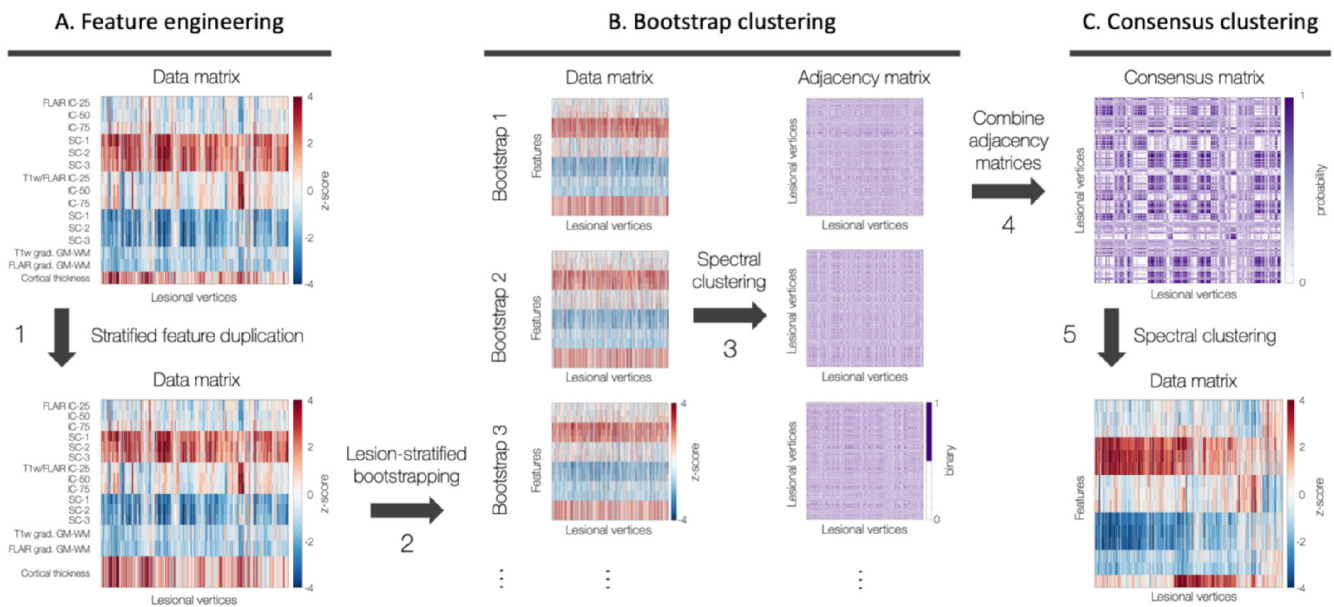 A. Feature engineering
Data matrix
FLAIR IC-25
IC-50
IC-75
SC-1
SC-2
SC-3
T1w/FLAIR IC-25
IC-50
IC-75
SC-1
SC-2
SC-3
T1w grad. GM-WM
FLAIR grad. GM-WM
Cortical thickness
Lesional vertices
4
2
0
-2
-4
z-score
1
Stratified feature duplication
Data matrix
FLAIR IC-25
IC-50
IC-75
SC-1
SC-2
SC-3
T1w/FLAIR IC-25
IC-50
IC-75
SC-1
SC-2
SC-3
T1w grad. GM-WM
FLAIR grad. GM-WM
Cortical thickness
Lesional vertices
4
2
0
-2
-4
z-score
Lesion-stratified
bootstrapping
2
B. Bootstrap clustering
Data matrix
Adjacency matrix
Bootstrap 1
Features
Lesional vertices
Lesional vertices
Lesional vertices
Bootstrap 2
Features
Lesional vertices
Spectral
clustering
3
Lesional vertices
Lesional vertices
Bootstrap 3
Features
Lesional vertices
4
z-score
-4
Lesional vertices
Lesional vertices
1
binary
0
⋮
⋮
⋮
Combine
adjacency
matrices
4
C. Consensus clustering
Consensus matrix
Lesional vertices
Lesional vertices
1
probability
0
5
Spectral clustering
Data matrix
Features
Lesional vertices
4
2
0
-2
-4
z-score